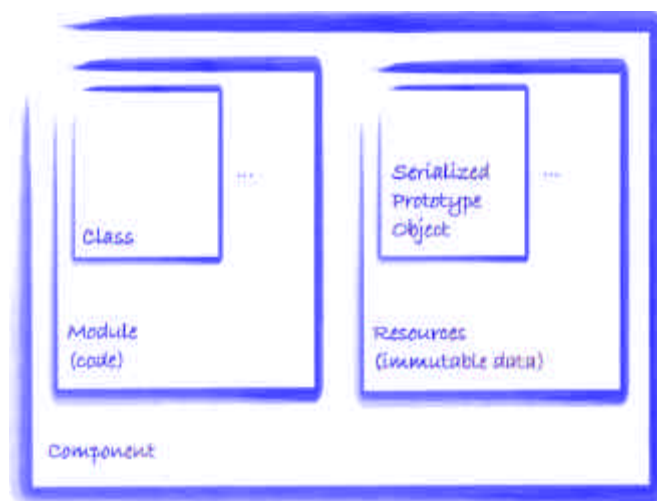 Class
...
Module
(code)
Serialized
Prototype
Object
...
Resources
(immutable data)
Component